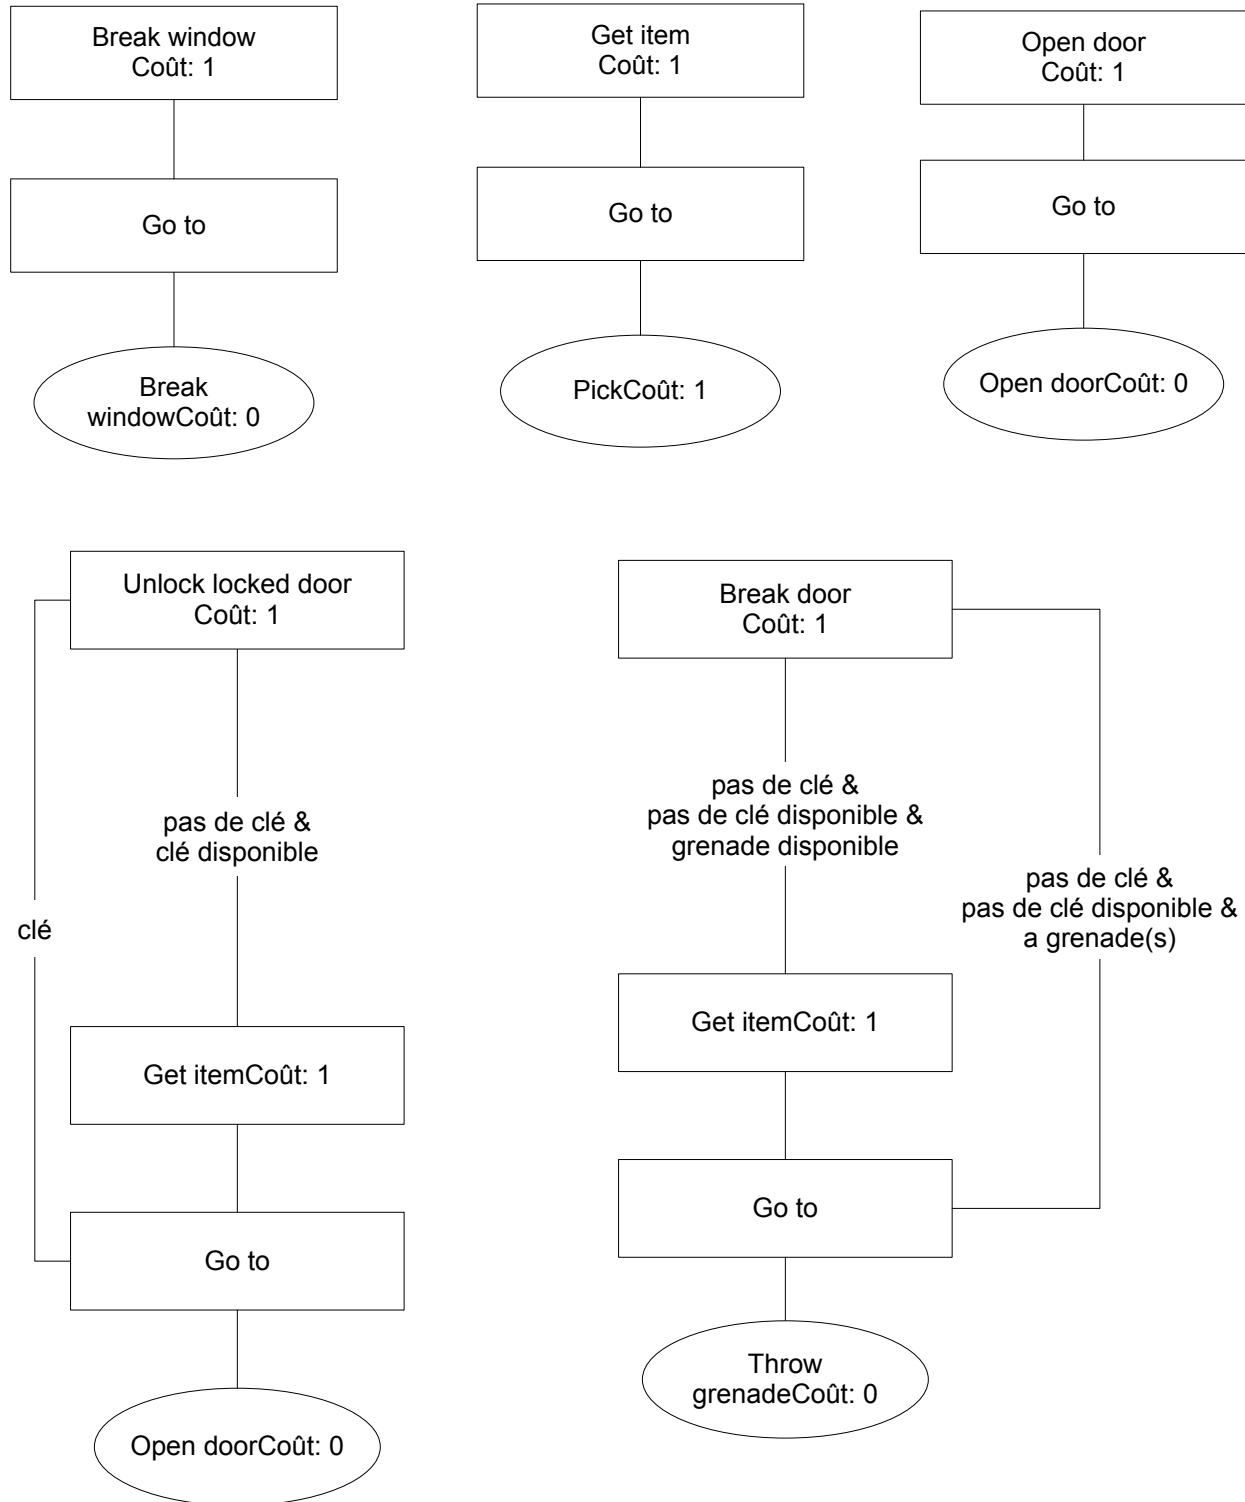 Break window
Coût: 1
Go to
Break
windowCoût: 0
Get item
Coût: 1
Go to
PickCoût: 1
Open door
Coût: 1
Go to
Open doorCoût: 0
Unlock locked door
Coût: 1
pas de clé &
clé disponible
clé
Get itemCoût: 1
Go to
Open doorCoût: 0
Break door
Coût: 1
pas de clé &
pas de clé disponible &
grenade disponible
pas de clé &
pas de clé disponible &
a grenade(s)
Get itemCoût: 1
Go to
Throw
grenadeCoût: 0